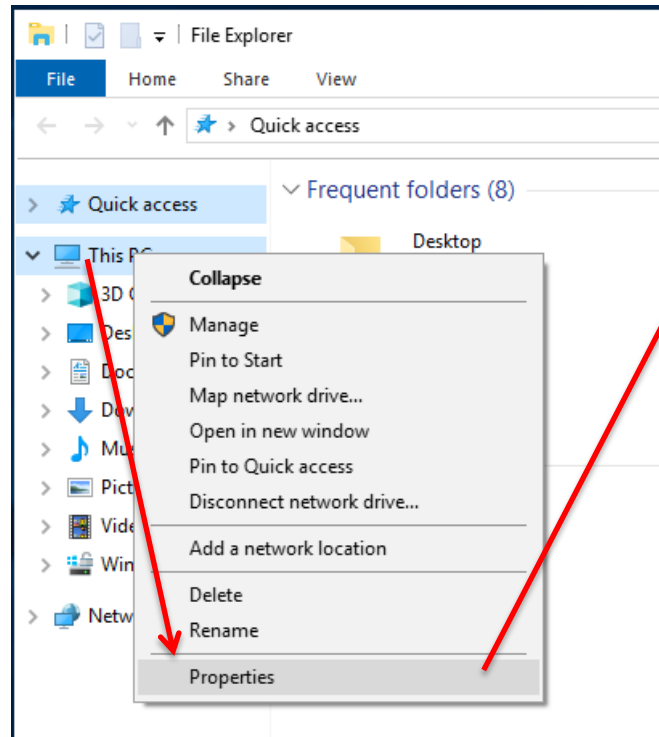 File Explorer
File Home Share View
Quick access
Quick access
This
3D
Frequent folders (8)
Desktop
Collapse
Manage
Pin to Start
Map network drive...
Open in new window
Pin to Quick access
Disconnect network drive...
Add a network location
Delete
Rename
Properties